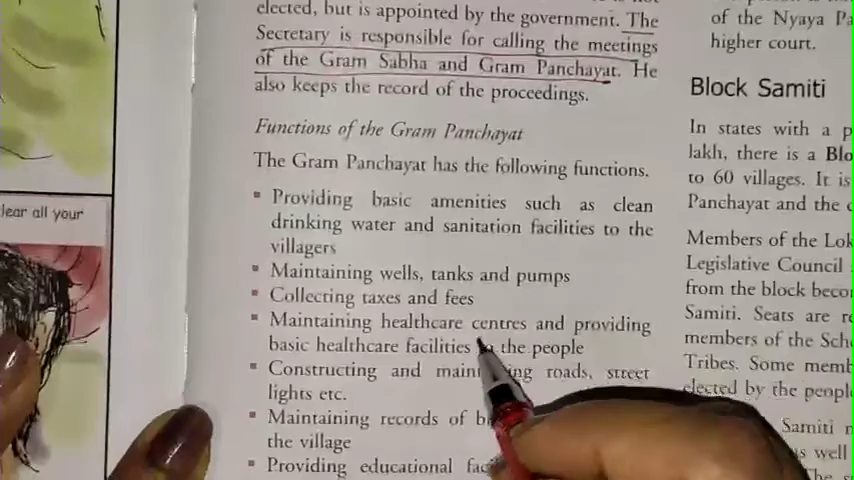 elected, but is appointed by the government. The
Secretary is responsible for calling the meetings
of the Gram Sabha and Gram Panchayat. He
also keeps the record of the proceedings.
Functions of the Gram Panchayat
The Gram Panchayat has the following functions.
▪ Providing basic amenities such as clean
drinking water and sanitation facilities to the
villagers
▪ Maintaining wells, tanks and pumps
▪ Collecting taxes and fees
▪ Maintaining healthcare centres and providing
basic healthcare facilities the people
▪ Constructing and roads, street
lights etc.
▪ Maintaining records of
the village
▪ Providing educational
lear all your
of the Nyaya
higher court.
Block Samiti
In states with a
lakh, there is a
to 60 villages. It is
Panchayat and the
Members of the
Legislative Council
from the block
Samiti. Seats are
members of the
Tribes. Some
elected by the
Samiti
as well
The